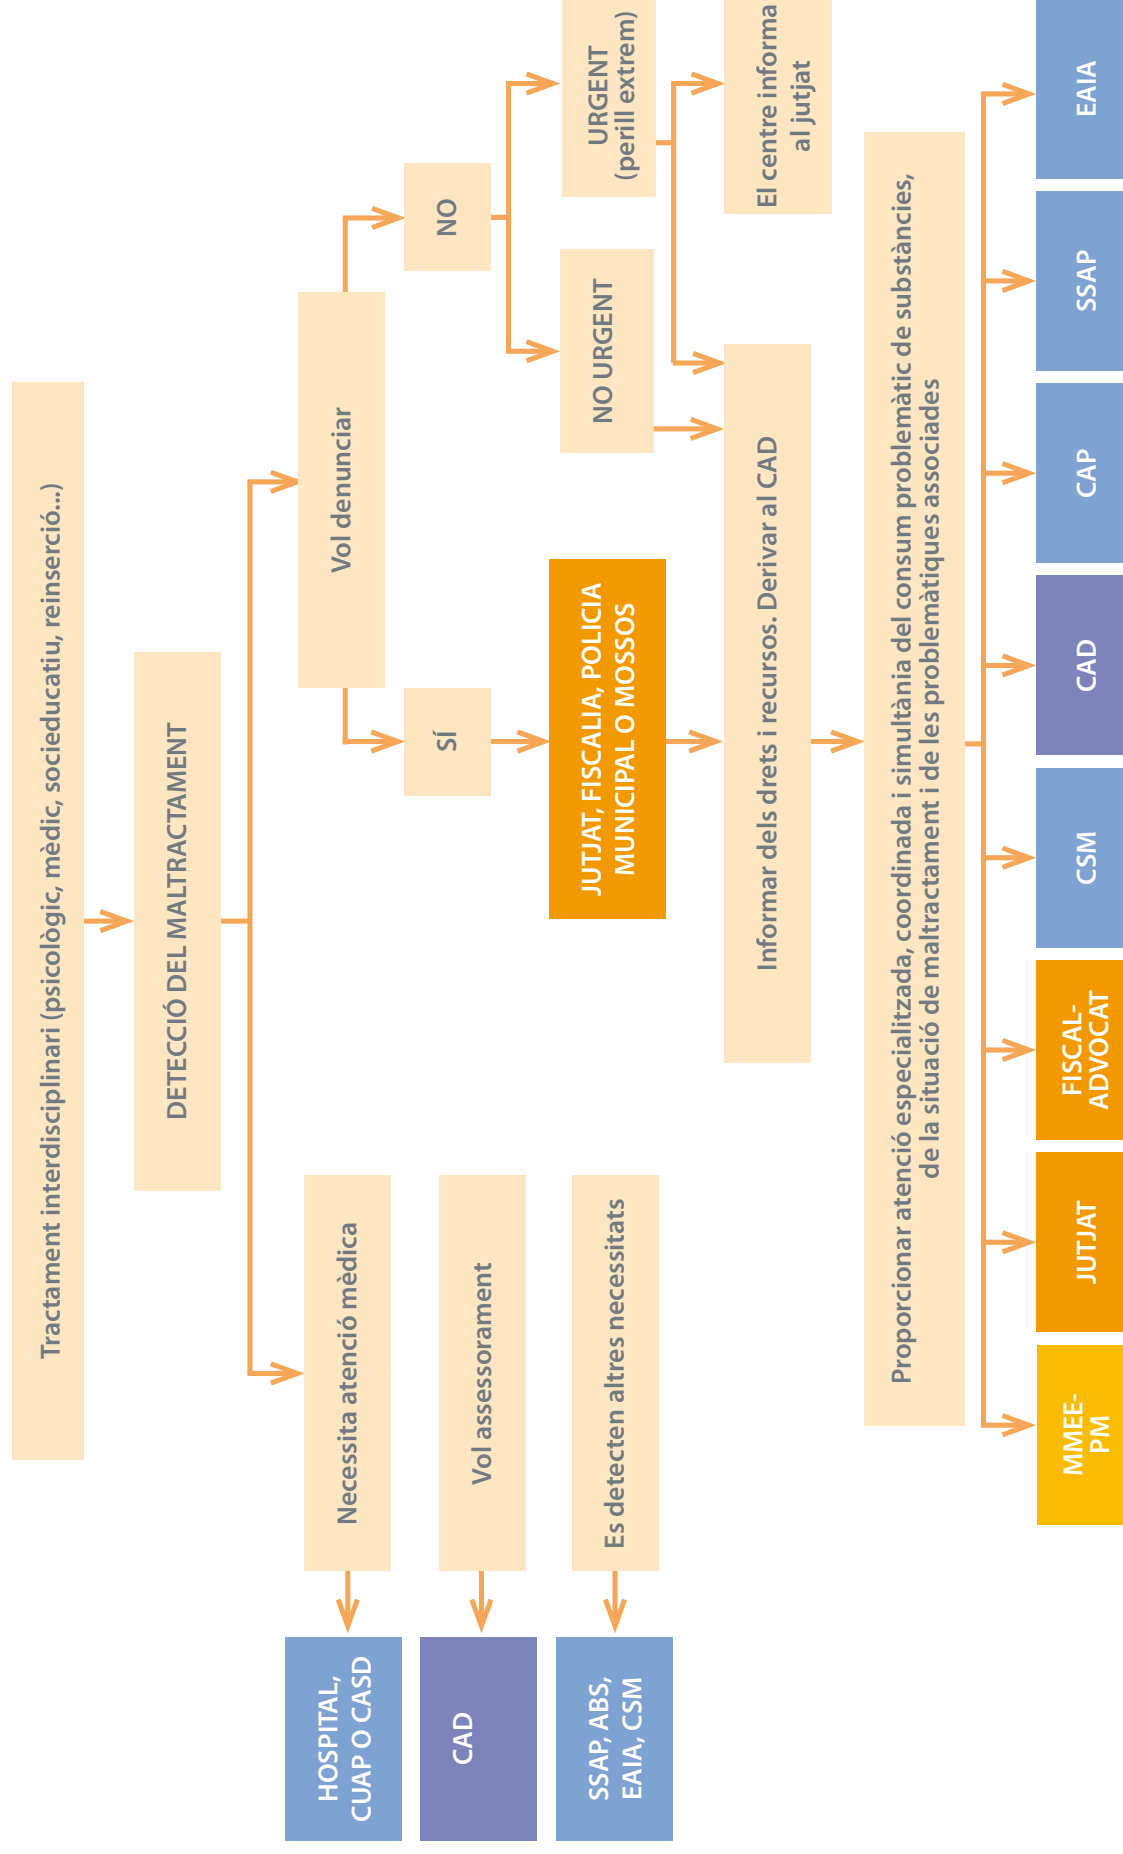 Tractament interdisciplinari (psicològic, mèdic, socieducatiu, reinserció...)
DETECCIÓ DEL MALTRACTAMENT
Necessita atenció mèdica
HOSPITAL,
CUAP O CASD
Vol assessorament
CAD
Es detecten altres necessitats
SSAP, ABS,
EAIA, CSM
Vol denunciar
SÍ
NO
JUTJAT, FISCALIA, POLICIA
MUNICIPAL O MOSSOS
NO URGENT
URGENT
(perill extrem)
Informar dels drets i recursos. Derivar al CAD
El centre informa
al jutjat
Proporcionar atenció especialitzada, coordinada i simultània del consum problemàtic de substàncies,
de la situació de maltractament i de les problemàtiques associades
MMEE-
PM
JUTJAT
FISCAL-
ADVOCAT
CSM
CAD
CAP
SSAP
EAIA